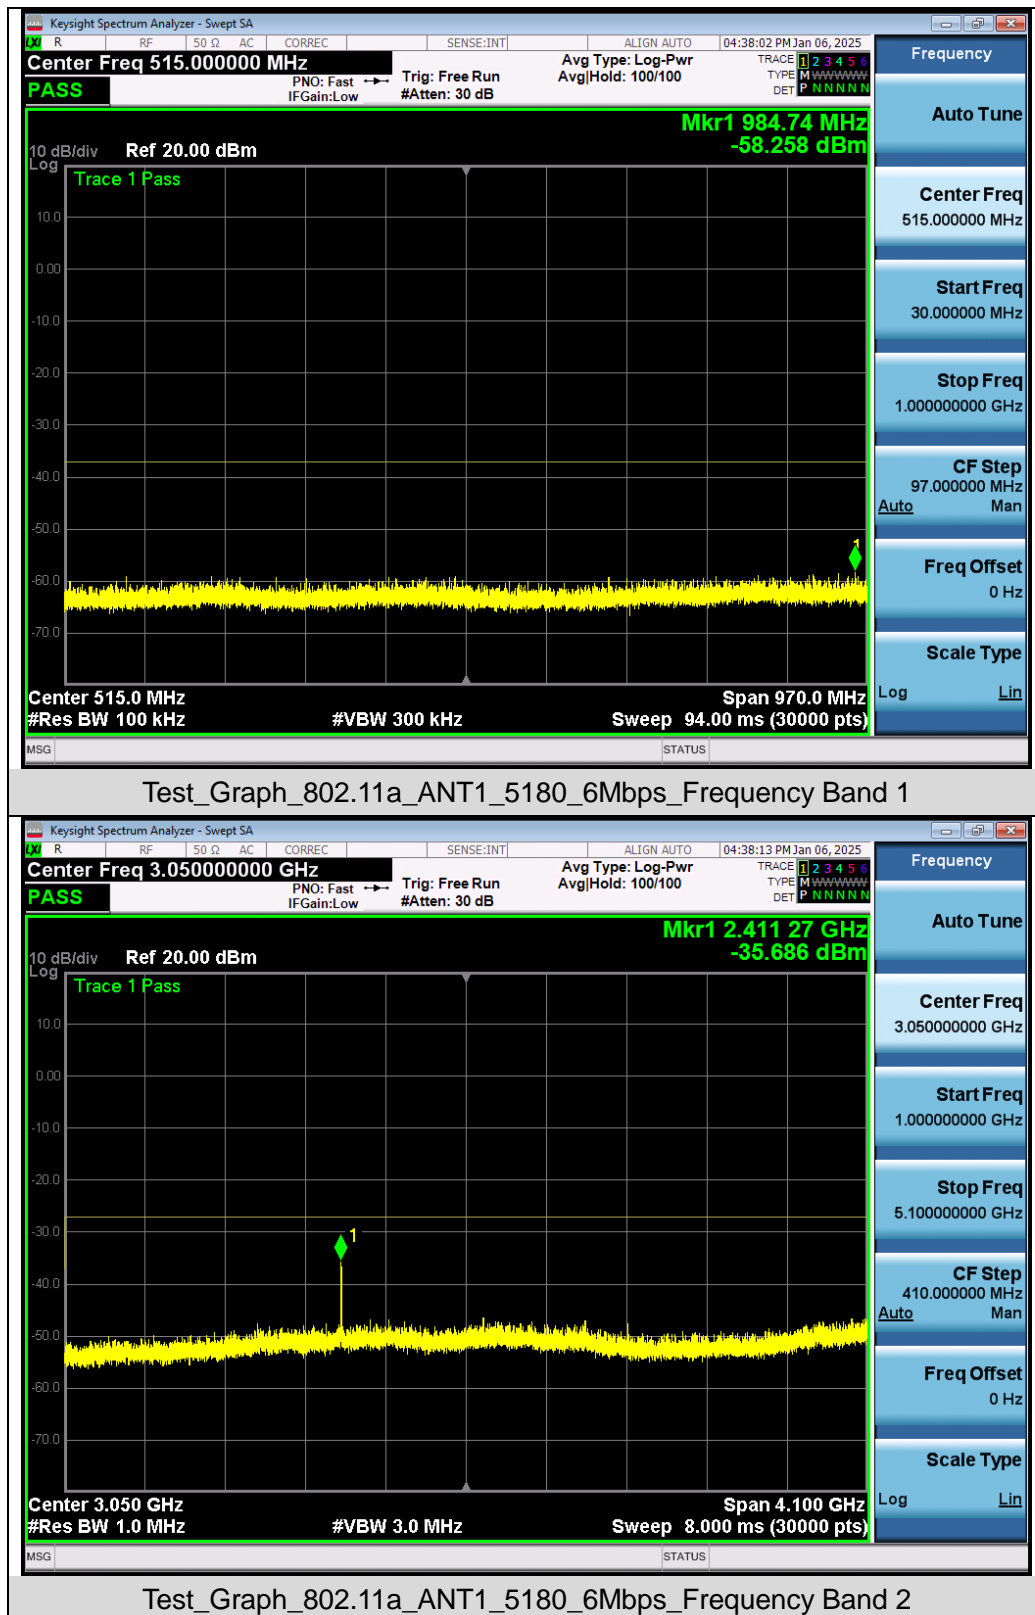 Keysight Spectrum Analyzer - Swept SA
LXI R RF 50 Ω AC CORREC SENSE:INT ALIGN AUTO 04:38:02 PM Jan 06, 2025
Center Freq 515.000000 MHz
PASS
PNO: Fast
IFGain:Low
Trig: Free Run
#Atten: 30 dB
Avg Type: Log-Pwr
Avg|Hold: 100/100
TRACE 1 2 3 4 5 6
TYPE M W W W W W
DET P N N N N N
Mkr1 984.74 MHz
-58.258 dBm
10 dB/div Ref 20.00 dBm
Log
Trace 1 Pass
10.0
0.00
-10.0
-20.0
-30.0
-40.0
-50.0
-60.0
-70.0
1
Center 515.0 MHz Span 970.0 MHz
#Res BW 100 kHz #VBW 300 kHz Sweep 94.00 ms (30000 pts)
MSG STATUS
Frequency
Auto Tune
Center Freq
515.000000 MHz
Start Freq
30.000000 MHz
Stop Freq
1.000000000 GHz
CF Step
97.000000 MHz
Auto Man
Freq Offset
0 Hz
Scale Type
Log Lin
Test_Graph_802.11a_ANT1_5180_6Mbps_Frequency Band 1
Keysight Spectrum Analyzer - Swept SA
LXI R RF 50 Ω AC CORREC SENSE:INT ALIGN AUTO 04:38:13 PM Jan 06, 2025
Center Freq 3.050000000 GHz
PASS
PNO: Fast
IFGain:Low
Trig: Free Run
#Atten: 30 dB
Avg Type: Log-Pwr
Avg|Hold: 100/100
TRACE 1 2 3 4 5 6
TYPE M W W W W W
DET P N N N N N
Mkr1 2.411 27 GHz
-35.686 dBm
10 dB/div Ref 20.00 dBm
Log
Trace 1 Pass
10.0
0.00
-10.0
-20.0
-30.0
-40.0
-50.0
-60.0
-70.0
1
Center 3.050 GHz Span 4.100 GHz
#Res BW 1.0 MHz #VBW 3.0 MHz Sweep 8.000 ms (30000 pts)
MSG STATUS
Frequency
Auto Tune
Center Freq
3.050000000 GHz
Start Freq
1.000000000 GHz
Stop Freq
5.100000000 GHz
CF Step
410.000000 MHz
Auto Man
Freq Offset
0 Hz
Scale Type
Log Lin
Test_Graph_802.11a_ANT1_5180_6Mbps_Frequency Band 2